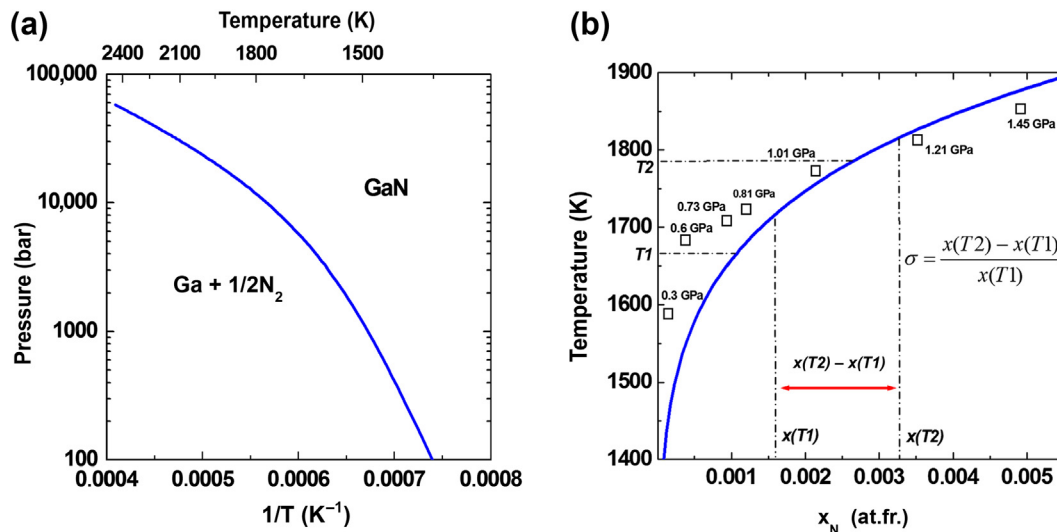 (a)
Temperature (K)
2400 2100 1800 1500
100,000
10,000
1000
100
Pressure (bar)
GaN
Ga + 1/2N₂
0.0004 0.0005 0.0006 0.0007 0.0008
1/T (K⁻¹)
(b)
1900
1800
1700
1600
1500
1400
Temperature (K)
T2
T1
1.45 GPa
1.21 GPa
1.01 GPa
0.81 GPa
0.73 GPa
0.6 GPa
0.3 GPa
σ = x(T2) − x(T1) / x(T1)
x(T2) – x(T1)
x(T1)
x(T2)
0.001 0.002 0.003 0.004 0.005
x_N (at.fr.)